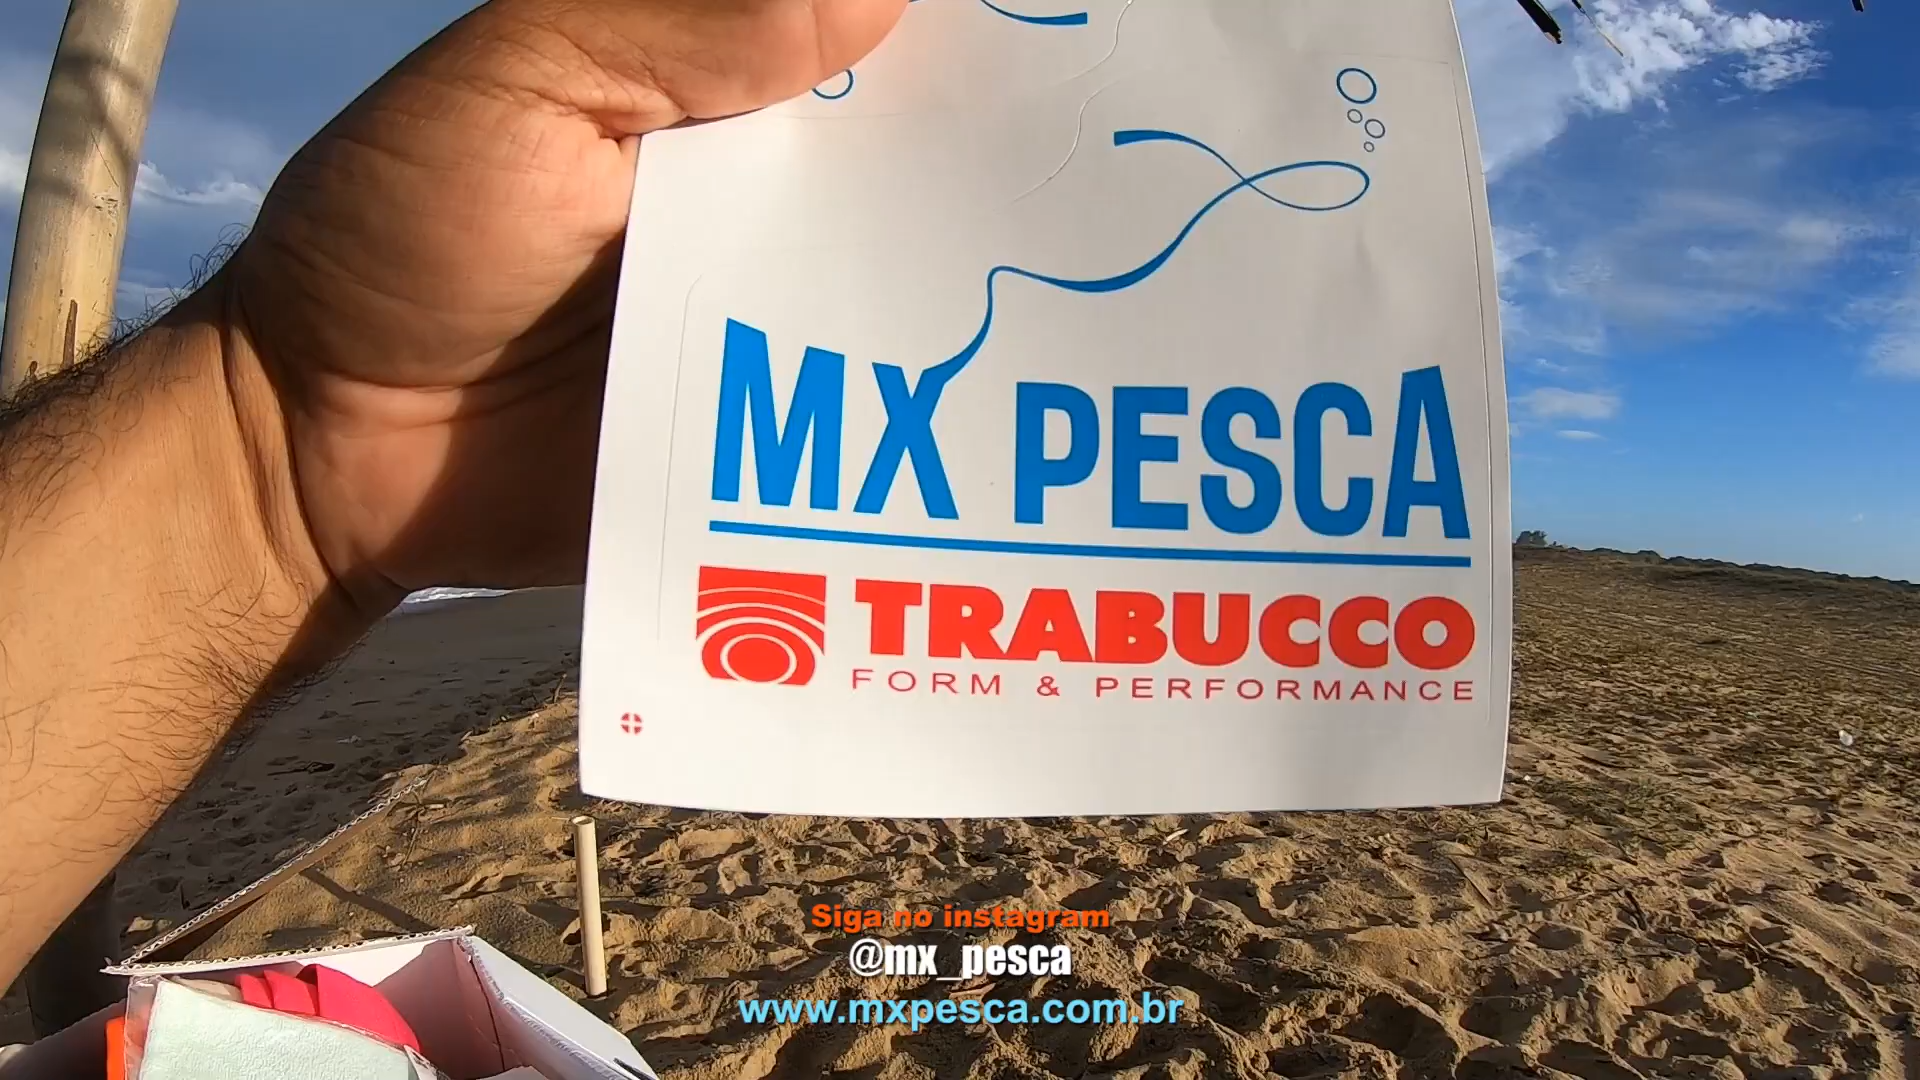 MX PESCA
TRABUCCO
FORM & PERFORMANCE
Siga no instagram
@mx_pesca
www.mxpesca.com.br